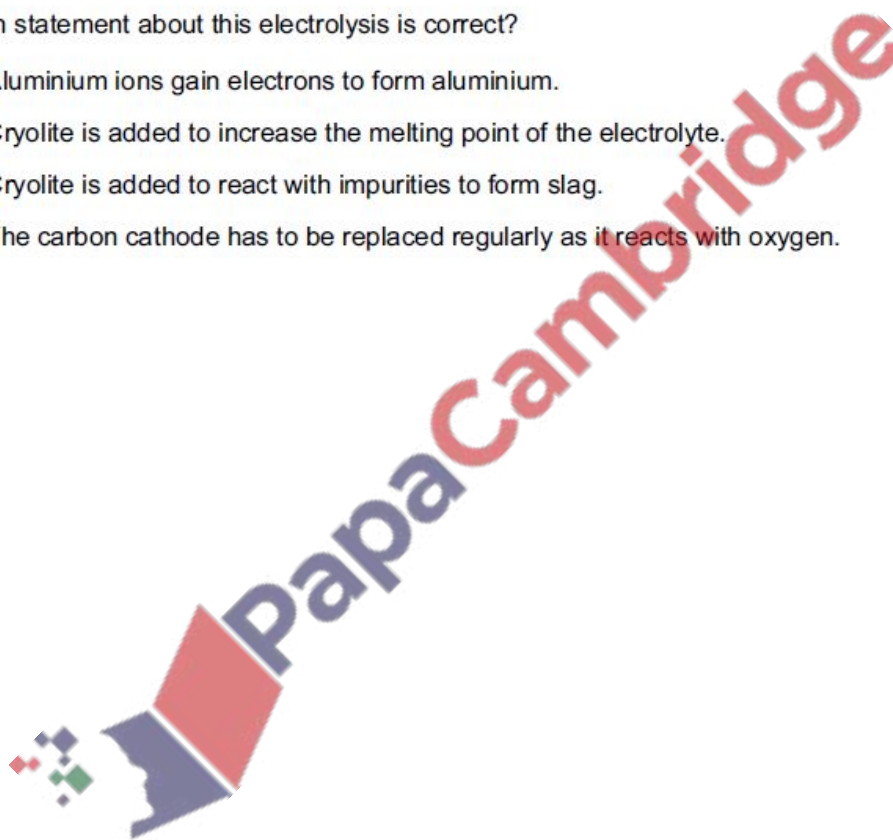 n statement about this electrolysis is correct?
luminium ions gain electrons to form aluminium.
ryolite is added to increase the melting point of the electrolyte.
ryolite is added to react with impurities to form slag.
he carbon cathode has to be replaced regularly as it reacts with oxygen.
PapaCambridge